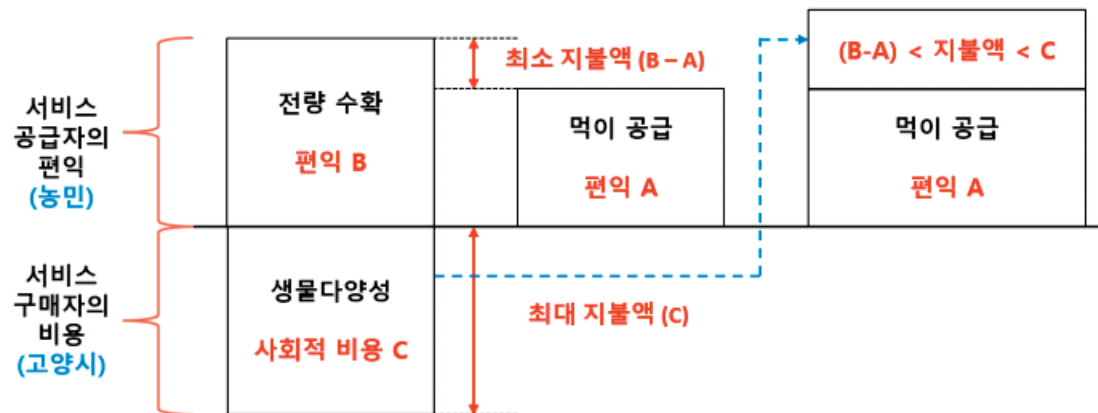 서비스
공급자의
편익
(농민)
전량 수확
편익 B
최소 지불액 (B – A)
먹이 공급
편익 A
(B-A) < 지불액 < C
먹이 공급
편익 A
서비스
구매자의
비용
(고양시)
생물다양성
사회적 비용 C
최대 지불액 (C)